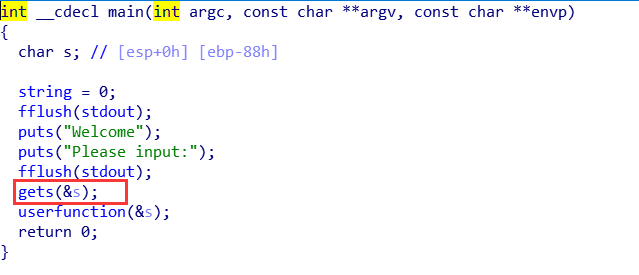 int __cdecl main(int argc, const char **argv, const char **envp)
{
  char s; // [esp+0h] [ebp-88h]
  string = 0;
  fflush(stdout);
  puts("Welcome");
  puts("Please input:");
  fflush(stdout);
  gets(&s);
  userfunction(&s);
  return 0;
}